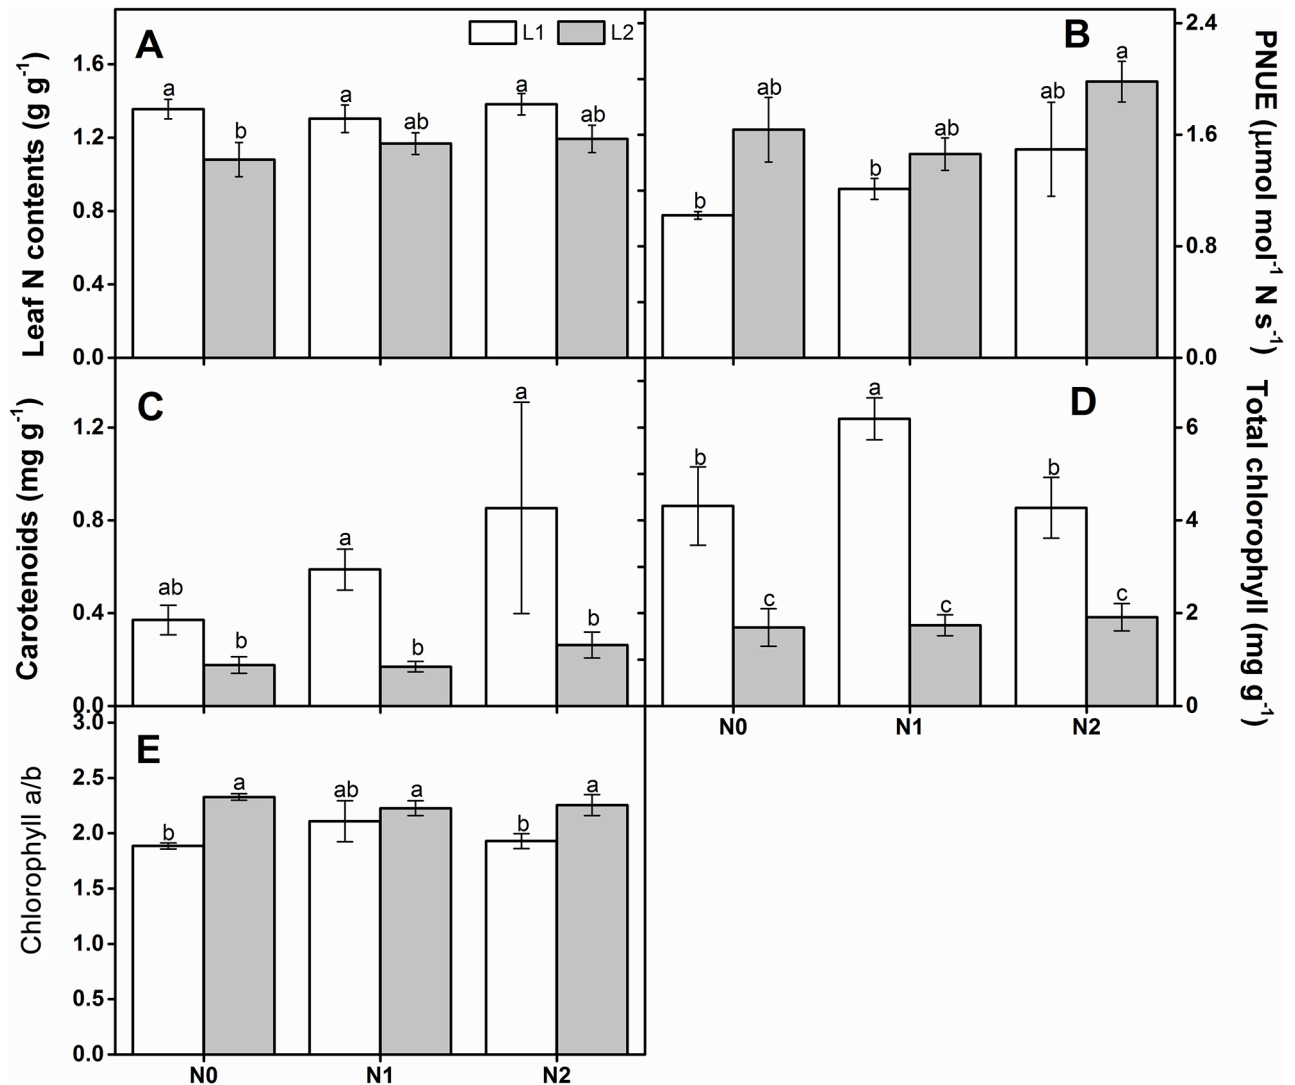 A
L1
L2
Leaf N contents (g g⁻¹)
1.6
1.2
0.8
0.4
0.0
a
b
a
ab
a
ab
B
PNUE (μmol mol⁻¹ N s⁻¹)
2.4
1.6
0.8
0.0
b
ab
b
ab
ab
a
C
Carotenoids (mg g⁻¹)
1.2
0.8
0.4
0.0
ab
b
a
b
a
b
D
Total chlorophyll (mg g⁻¹)
6
4
2
0
b
c
a
c
b
c
N0
N1
N2
E
Chlorophyll a/b
3.0
2.5
2.0
1.5
1.0
0.5
0.0
b
a
ab
a
b
a
N0
N1
N2